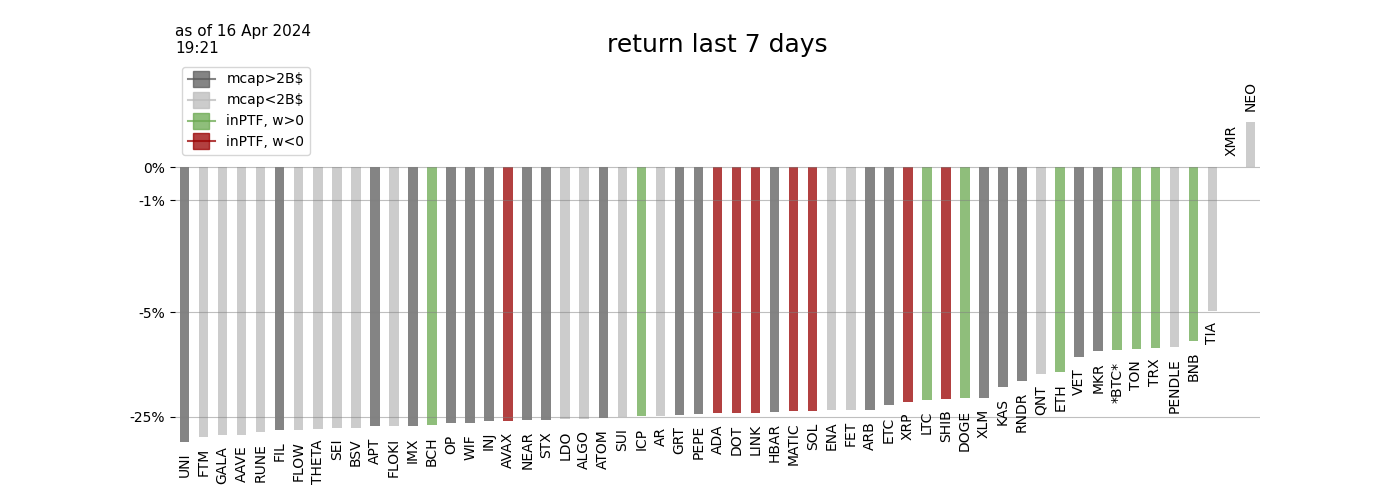 as of 16 Apr 2024
19:21
return last 7 days
mcap>2B$
mcap<2B$
inPTF, w>0
inPTF, w<0
0%
-1%
-5%
-25%
UNI
FTM
GALA
AAVE
RUNE
FIL
FLOW
THETA
SEI
BSV
APT
FLOKI
IMX
BCH
OP
WIF
INJ
AVAX
NEAR
STX
LDO
ALGO
ATOM
SUI
ICP
AR
GRT
PEPE
ADA
DOT
LINK
HBAR
MATIC
SOL
ENA
FET
ARB
ETC
XRP
LTC
SHIB
DOGE
XLM
KAS
RNDR
QNT
ETH
VET
MKR
*BTC*
TON
TRX
PENDLE
BNB
TIA
XMR
NEO